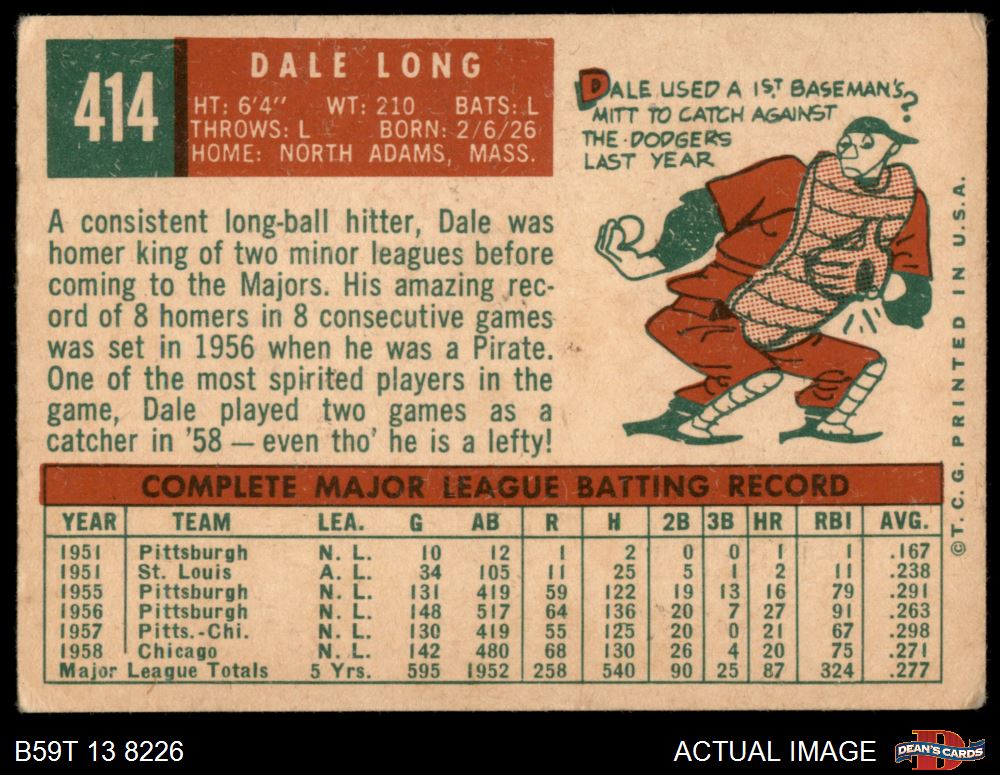 414
DALE LONG
HT: 6'4" WT: 210 BATS: L
THROWS: L BORN: 2/6/26
HOME: NORTH ADAMS, MASS.
DALE USED A 1ST BASEMAN'S
MITT TO CATCH AGAINST
THE DODGERS
LAST YEAR
?
A consistent long-ball hitter, Dale was
homer king of two minor leagues before
coming to the Majors. His amazing rec-
ord of 8 homers in 8 consecutive games
was set in 1956 when he was a Pirate.
One of the most spirited players in the
game, Dale played two games as a
catcher in '58 — even tho' he is a lefty!
© T. C. G. PRINTED IN U.S.A.
COMPLETE MAJOR LEAGUE BATTING RECORD
YEAR TEAM LEA. G AB R H 2B 3B HR RBI AVG.
1951 Pittsburgh N. L. 10 12 1 2 0 0 1 1 .167
1951 St. Louis A. L. 34 105 11 25 5 1 2 11 .238
1955 Pittsburgh N. L. 131 419 59 122 19 13 16 79 .291
1956 Pittsburgh N. L. 148 517 64 136 20 7 27 91 .263
1957 Pitts.-Chi. N. L. 130 419 55 125 20 0 21 67 .298
1958 Chicago N. L. 142 480 68 130 26 4 20 75 .271
Major League Totals 5 Yrs. 595 1952 258 540 90 25 87 324 .277
B59T 13 8226
ACTUAL IMAGE
D
DEAN'S CARDS